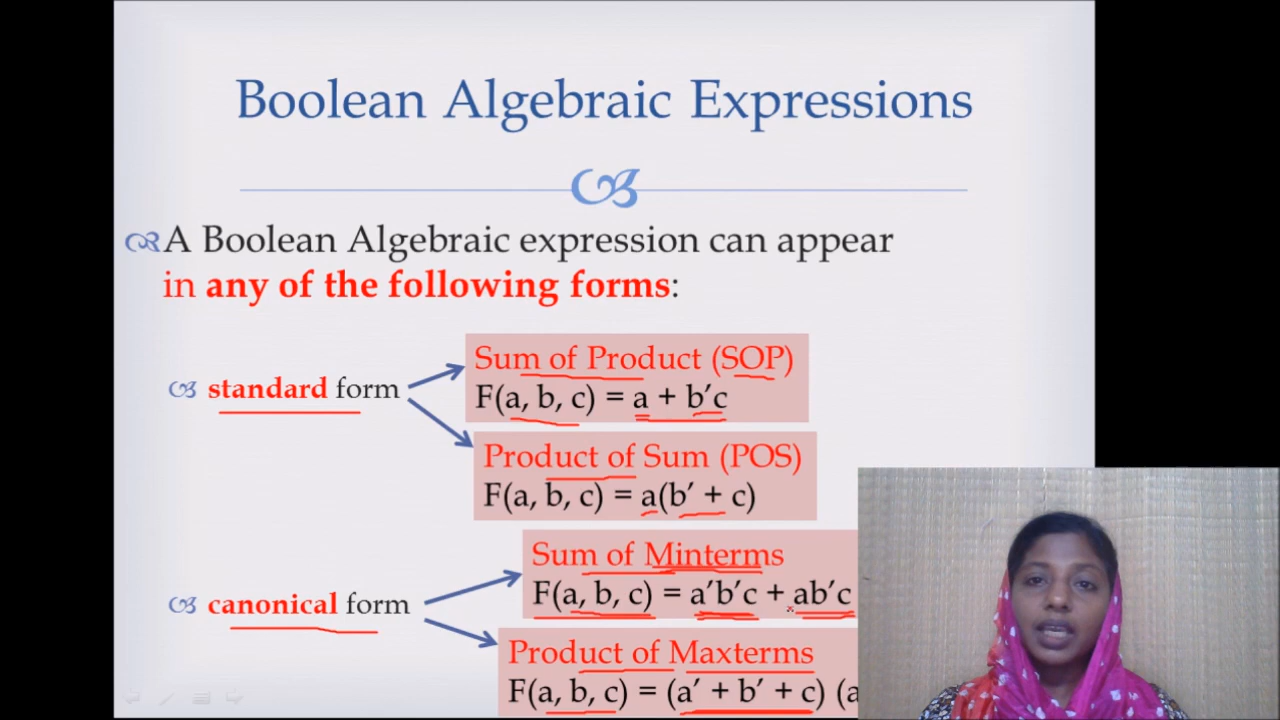 Boolean Algebraic Expressions
A Boolean Algebraic expression can appear
in any of the following forms:
standard form
Sum of Product (SOP)
F(a, b, c) = a + b′c
Product of Sum (POS)
F(a, b, c) = a(b′ + c)
canonical form
Sum of Minterms
F(a, b, c) = a′b′c + ab′c
Product of Maxterms
F(a, b, c) = (a′ + b′ + c) (a